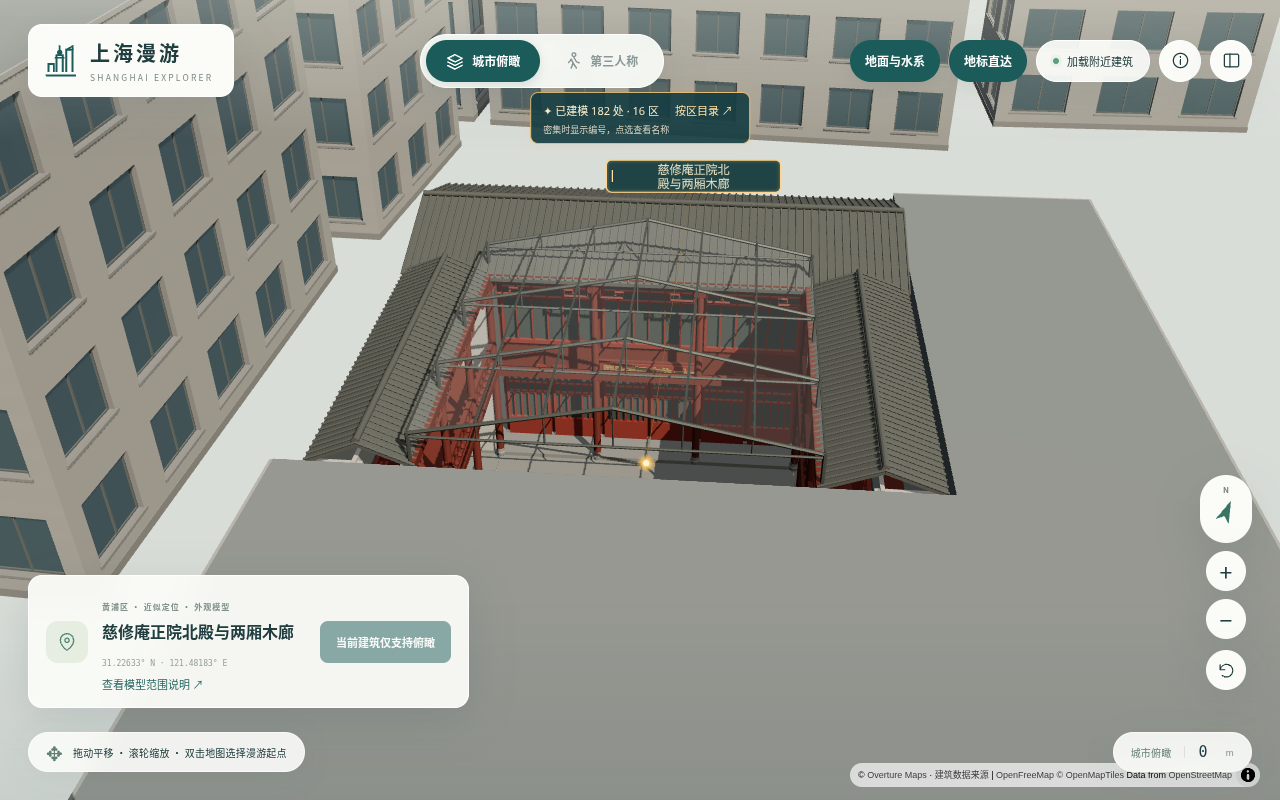 上海漫游
SHANGHAI EXPLORER
城市俯瞰
第三人称
地面与水系
地标直达
加载附近建筑
✦ 已建模 182 处 · 16 区
按区目录 ↗
密集时显示编号，点选查看名称
慈修庵正院北
殿与两厢木廊
N
黄浦区 · 近似定位 · 外观模型
慈修庵正院北殿与两厢木廊
当前建筑仅支持俯瞰
31.22633° N · 121.48183° E
查看模型范围说明 ↗
拖动平移 · 滚轮缩放 · 双击地图选择漫游起点
城市俯瞰 0 m
© Overture Maps · 建筑数据来源 | OpenFreeMap © OpenMapTiles Data from OpenStreetMap